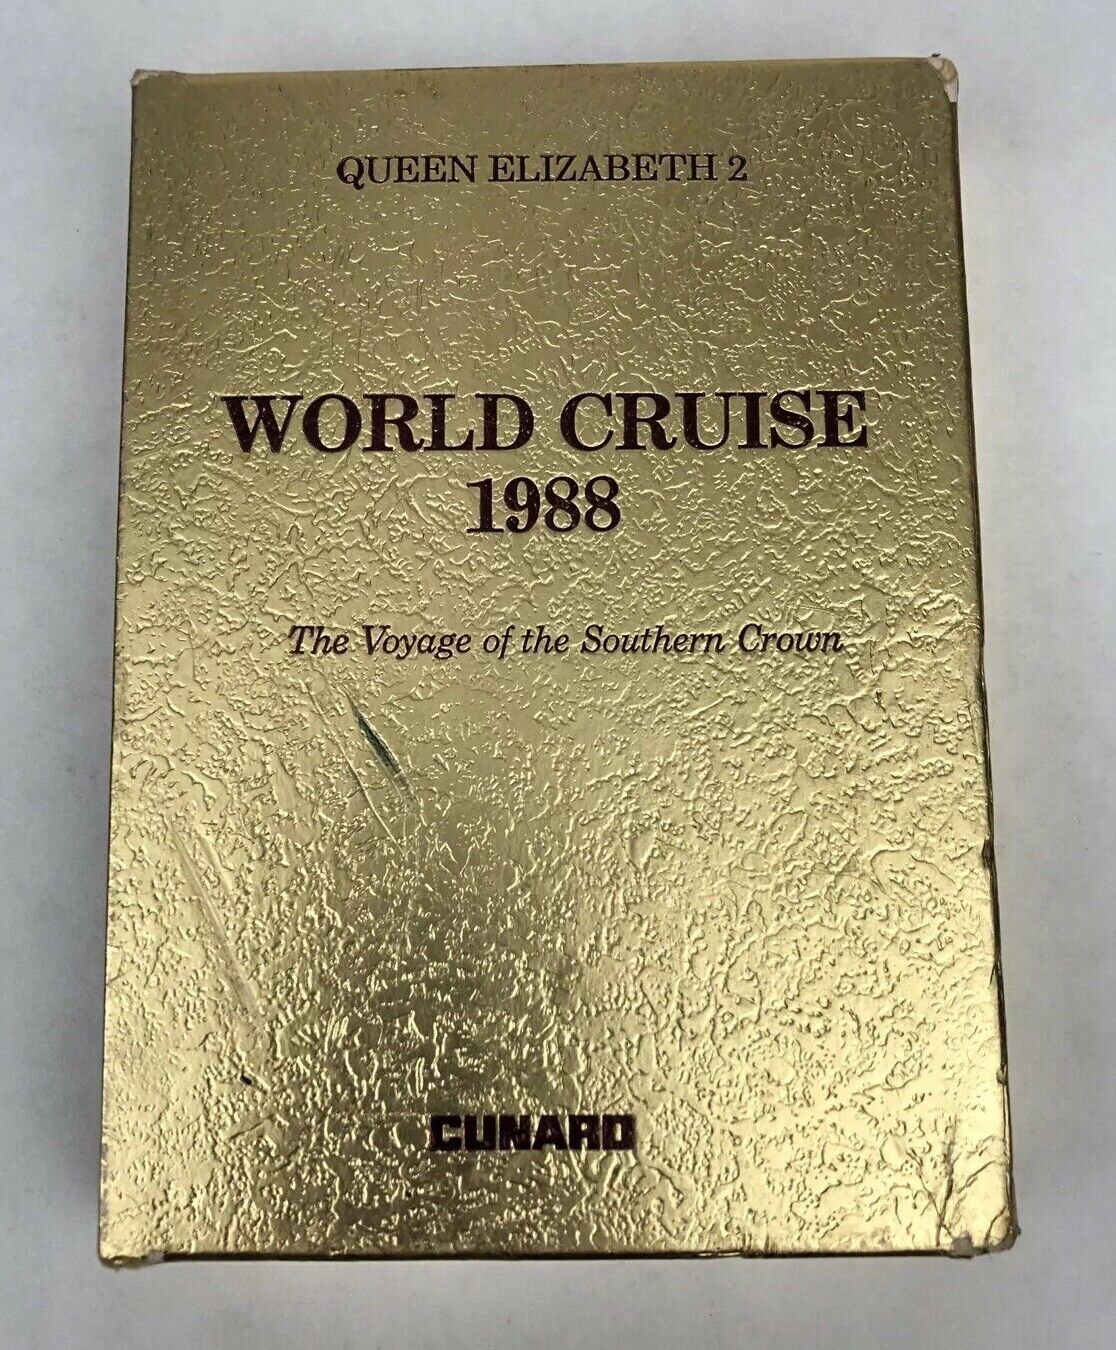 QUEEN ELIZABETH 2
WORLD CRUISE
1988
The Voyage of the Southern Crown
CUNARD